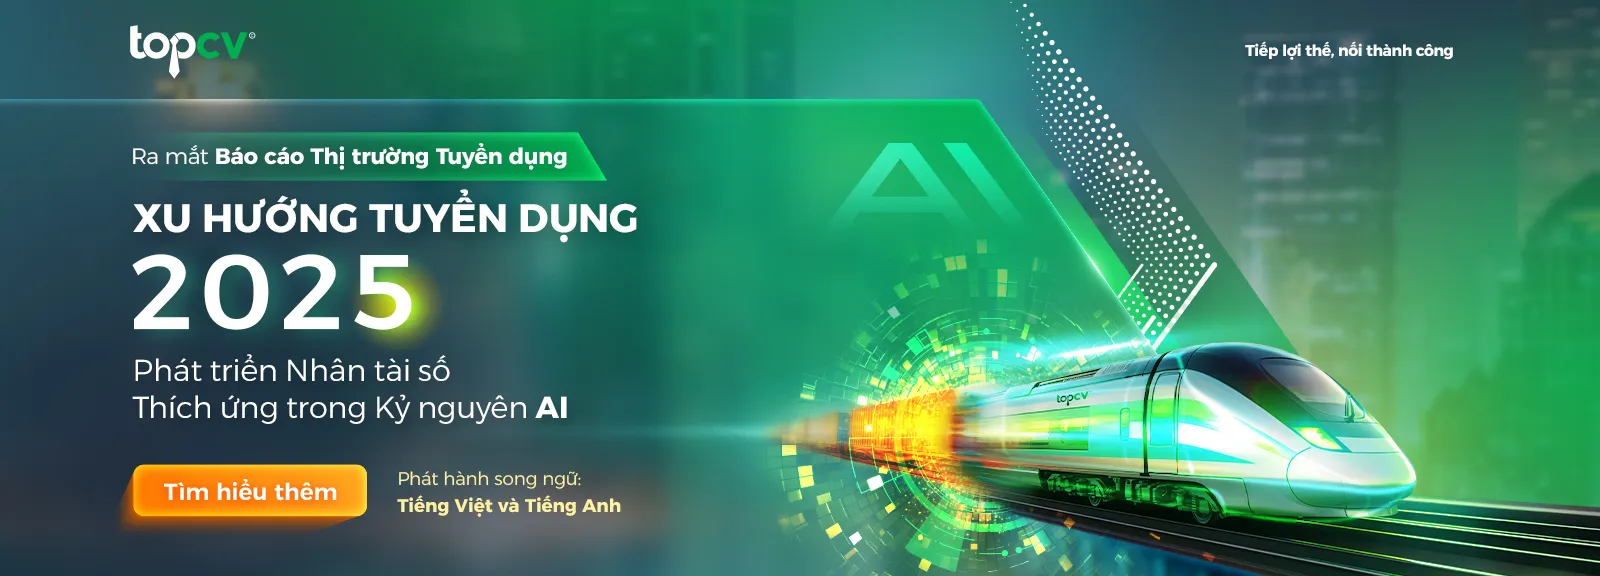 topcv©
Tiếp lợi thế, nối thành công
Ra mắt Báo cáo Thị trường Tuyển dụng
XU HƯỚNG TUYỂN DỤNG
2025
Phát triển Nhân tài số
Thích ứng trong Kỷ nguyên AI
Tìm hiểu thêm
Phát hành song ngữ:
Tiếng Việt và Tiếng Anh
AI
topcv